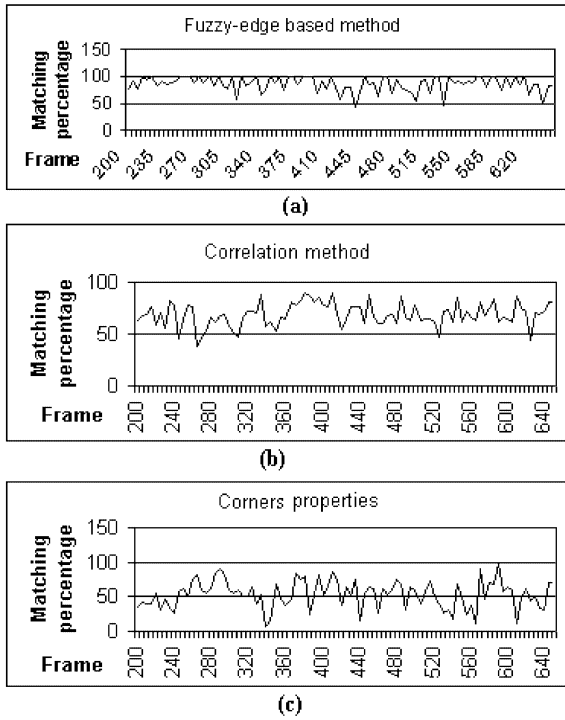 Fuzzy-edge based method
Matching percentage
150
100
50
0
Frame
200 235 270 305 340 375 410 445 480 515 550 585 620
(a)
Correlation method
Matching percentage
100
50
0
Frame
200 240 280 320 360 400 440 480 520 560 600 640
(b)
Corners properties
Matching percentage
150
100
50
0
Frame
200 240 280 320 360 400 440 480 520 560 600 640
(c)